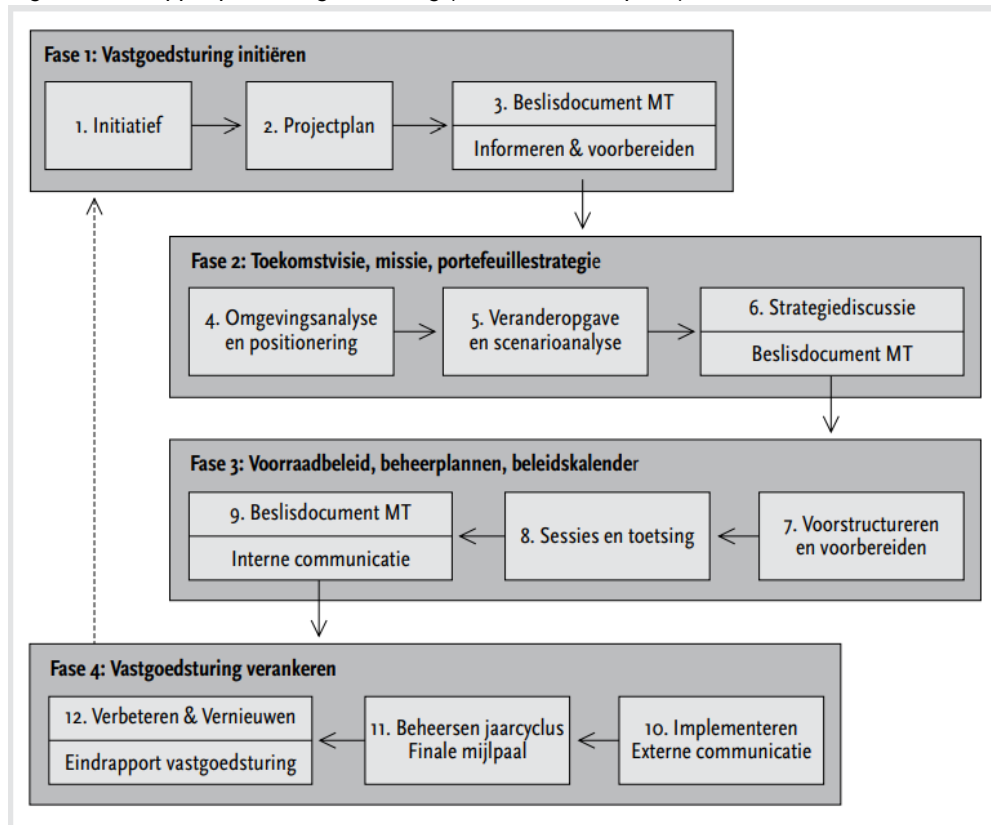 Fase 1: Vastgoedsturing initiëren
1. Initiatief
2. Projectplan
3. Beslisdocument MT
Informeren & voorbereiden
Fase 2: Toekomstvisie, missie, portefeuillestrategie
4. Omgevingsanalyse
en positionering
5. Veranderopgave
en scenarioanalyse
6. Strategiediscussie
Beslisdocument MT
Fase 3: Voorraadbeleid, beheerplannen, beleidskalender
9. Beslisdocument MT
Interne communicatie
8. Sessies en toetsing
7. Voorstructureren
en voorbereiden
Fase 4: Vastgoedsturing verankeren
12. Verbeteren & Vernieuwen
Eindrapport vastgoedsturing
11. Beheersen jaarcyclus
Finale mijlpaal
10. Implementeren
Externe communicatie